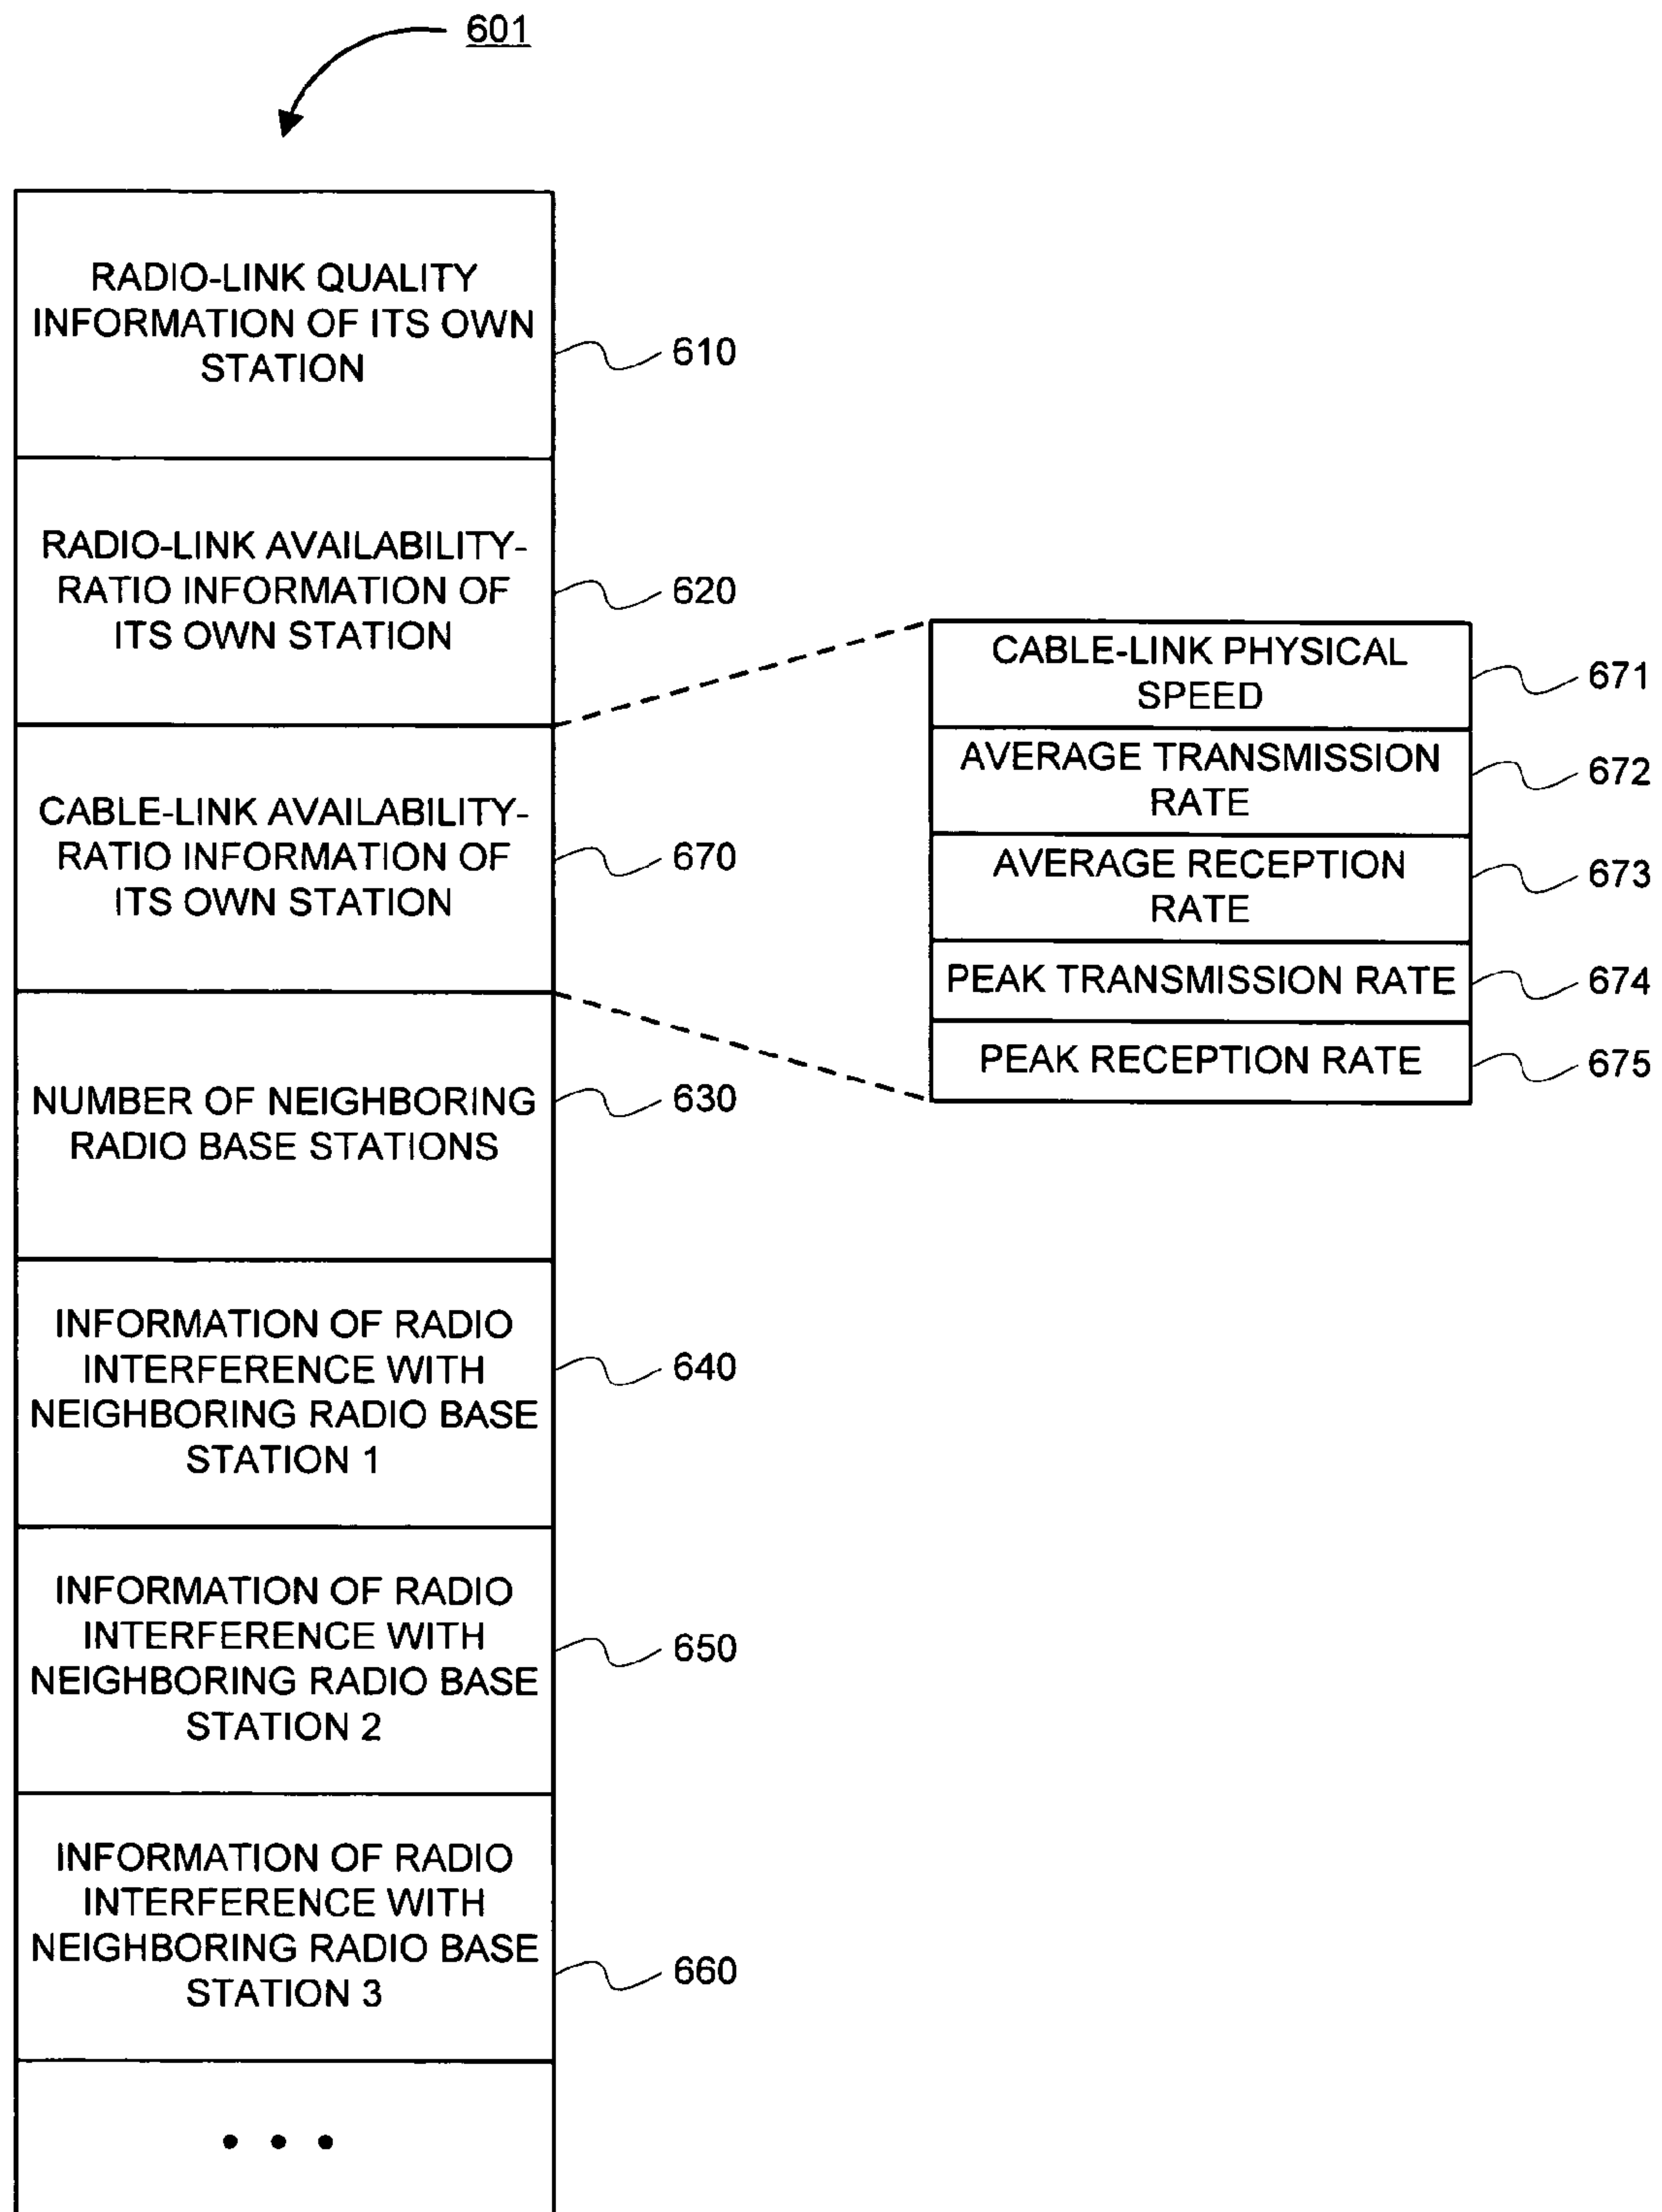 601
RADIO-LINK QUALITY
INFORMATION OF ITS OWN
STATION
610
RADIO-LINK AVAILABILITY-
RATIO INFORMATION OF
ITS OWN STATION
620
CABLE-LINK AVAILABILITY-
RATIO INFORMATION OF
ITS OWN STATION
670
NUMBER OF NEIGHBORING
RADIO BASE STATIONS
630
INFORMATION OF RADIO
INTERFERENCE WITH
NEIGHBORING RADIO BASE
STATION 1
640
INFORMATION OF RADIO
INTERFERENCE WITH
NEIGHBORING RADIO BASE
STATION 2
650
INFORMATION OF RADIO
INTERFERENCE WITH
NEIGHBORING RADIO BASE
STATION 3
660
• • •
CABLE-LINK PHYSICAL
SPEED
671
AVERAGE TRANSMISSION
RATE
672
AVERAGE RECEPTION
RATE
673
PEAK TRANSMISSION RATE
674
PEAK RECEPTION RATE
675